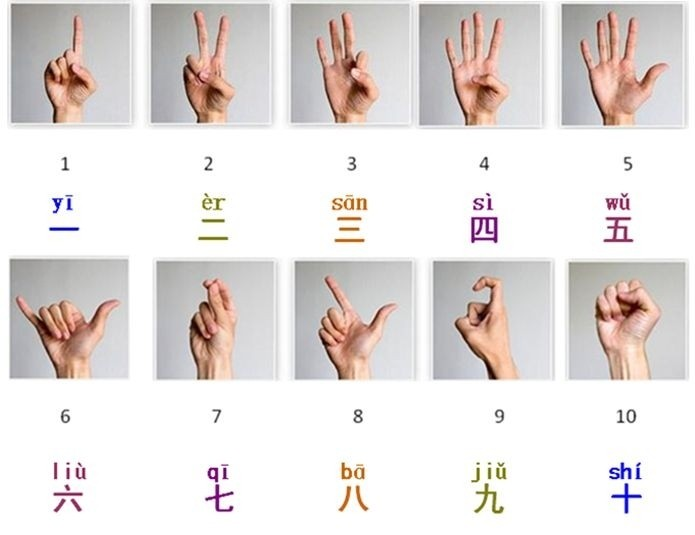 1 2 3 4 5
yī èr sān sì wǔ
一 二 三 四 五
6 7 8 9 10
liù qī bā jiǔ shí
六 七 八 九 十